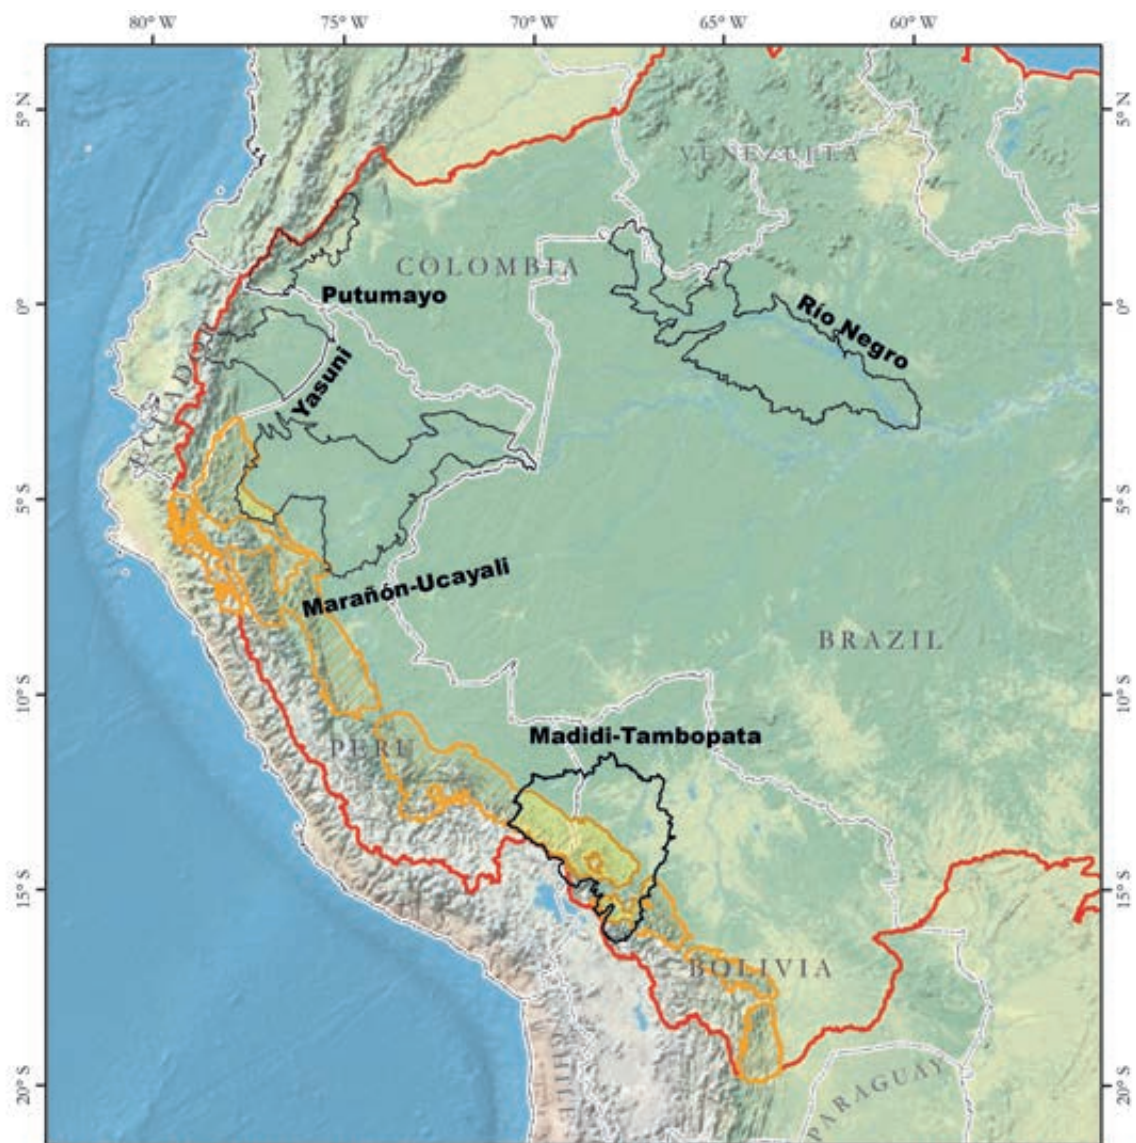 80° W 75° W 70° W 65° W 60° W
5°N
5°N
VENEZUELA
COLOMBIA
Putumayo
Río Negro
0°
0°
Yasuni
5°S
5°S
Marañón-Ucayali
BRAZIL
10°S
10°S
PERU
Madidi-Tambopata
15°S
15°S
BOLIVIA
20°S
20°S
CHILE
PARAGUAY